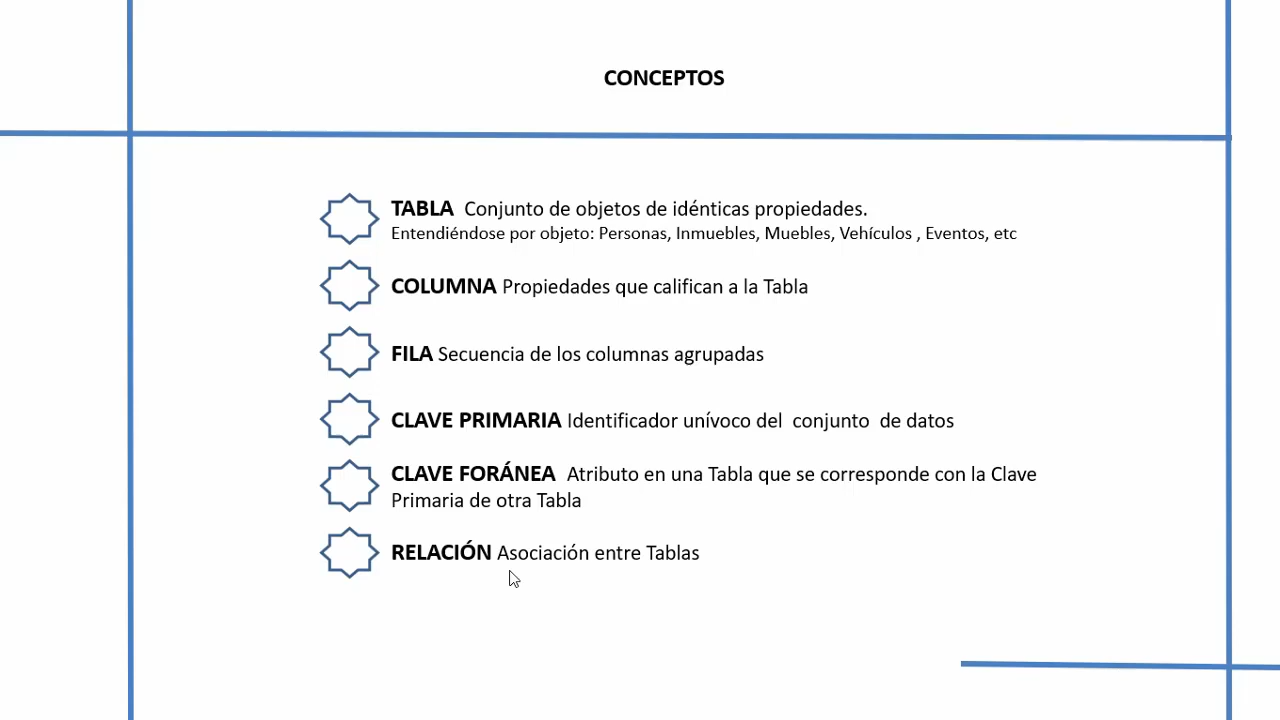 CONCEPTOS
TABLA Conjunto de objetos de idénticas propiedades.
Entendiéndose por objeto: Personas, Inmuebles, Muebles, Vehículos , Eventos, etc
COLUMNA Propiedades que califican a la Tabla
FILA Secuencia de los columnas agrupadas
CLAVE PRIMARIA Identificador unívoco del conjunto de datos
CLAVE FORÁNEA Atributo en una Tabla que se corresponde con la Clave
Primaria de otra Tabla
RELACIÓN Asociación entre Tablas